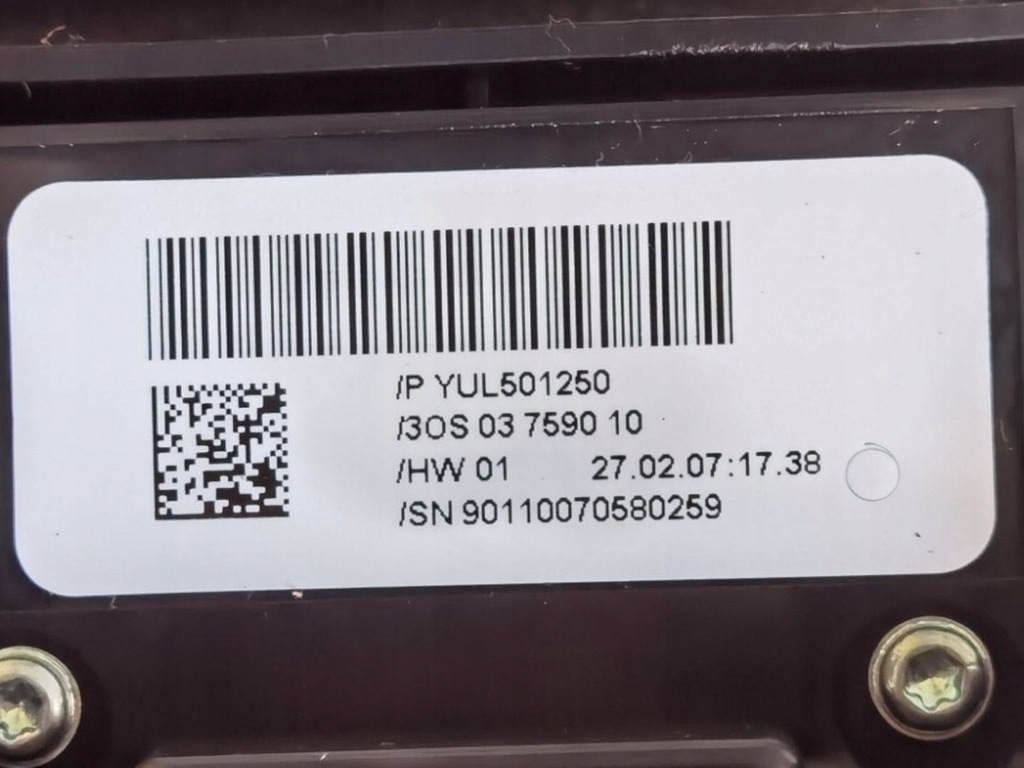 /P YUL501250
/3OS 03 7590 10
/HW 01 27.02.07:17.38
/SN 90110070580259